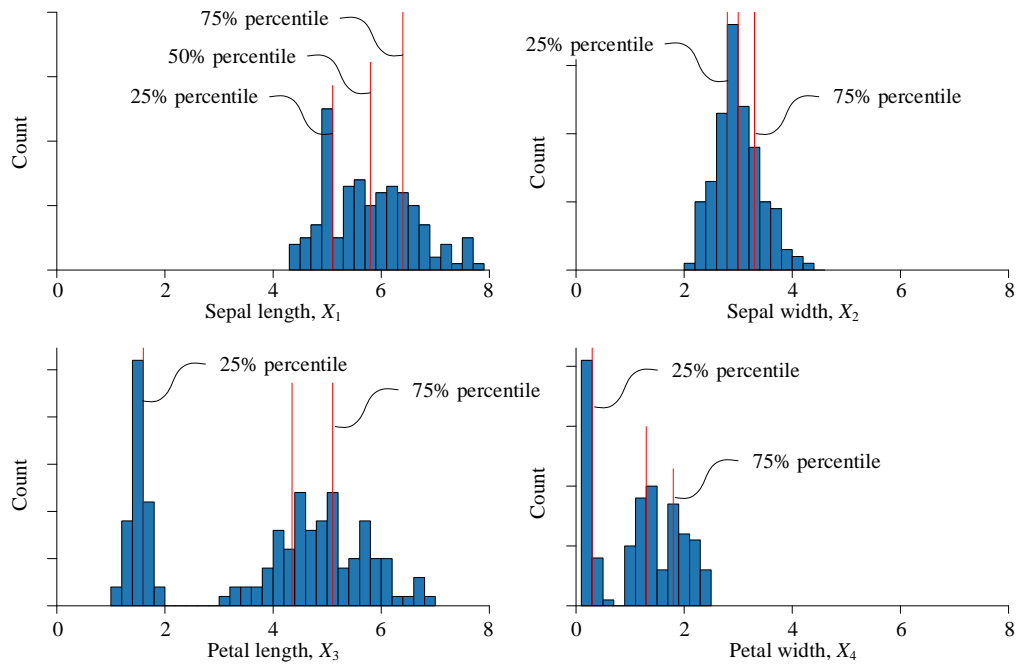 75% percentile
50% percentile
25% percentile
Count
0 2 4 6 8
Sepal length, X1
25% percentile
75% percentile
Count
0 2 4 6 8
Sepal width, X2
25% percentile
75% percentile
Count
0 2 4 6 8
Petal length, X3
25% percentile
75% percentile
Count
0 2 4 6 8
Petal width, X4